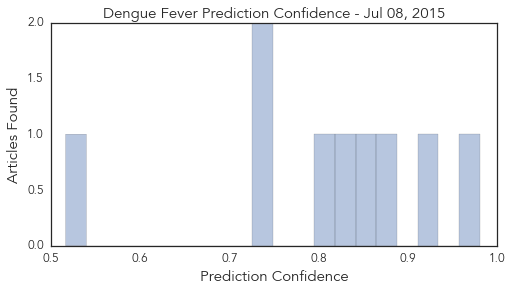 Dengue Fever Prediction Confidence - Jul 08, 2015
2.0
1.5
1.0
0.5
0.0
Articles Found
0.5 0.6 0.7 0.8 0.9 1.0
Prediction Confidence